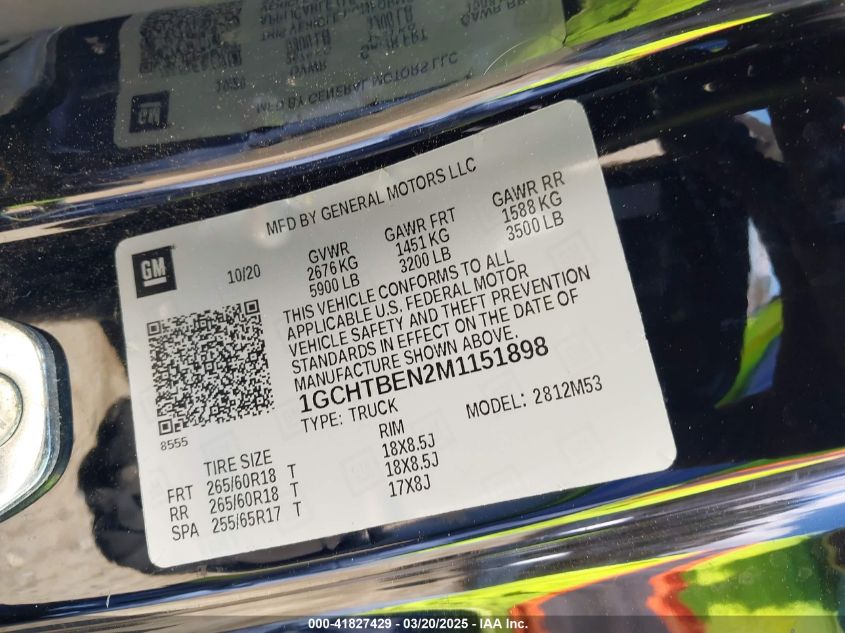 MFD BY GENERAL MOTORS LLC
GM
10/20
GVWR GAWR FRT GAWR RR
2676 KG 1451 KG 1588 KG
5900 LB 3200 LB 3500 LB
THIS VEHICLE CONFORMS TO ALL
APPLICABLE U.S. FEDERAL MOTOR
VEHICLE SAFETY AND THEFT PREVENTION
STANDARDS IN EFFECT ON THE DATE OF
MANUFACTURE SHOWN ABOVE.
1GCHTBEN2M1151898
TYPE: TRUCK MODEL: 2812M53
8555
TIRE SIZE RIM
FRT 265/60R18 T 18X8.5J
RR 265/60R18 T 18X8.5J
SPA 255/65R17 T 17X8J
000-41827429 - 03/20/2025 - IAA Inc.